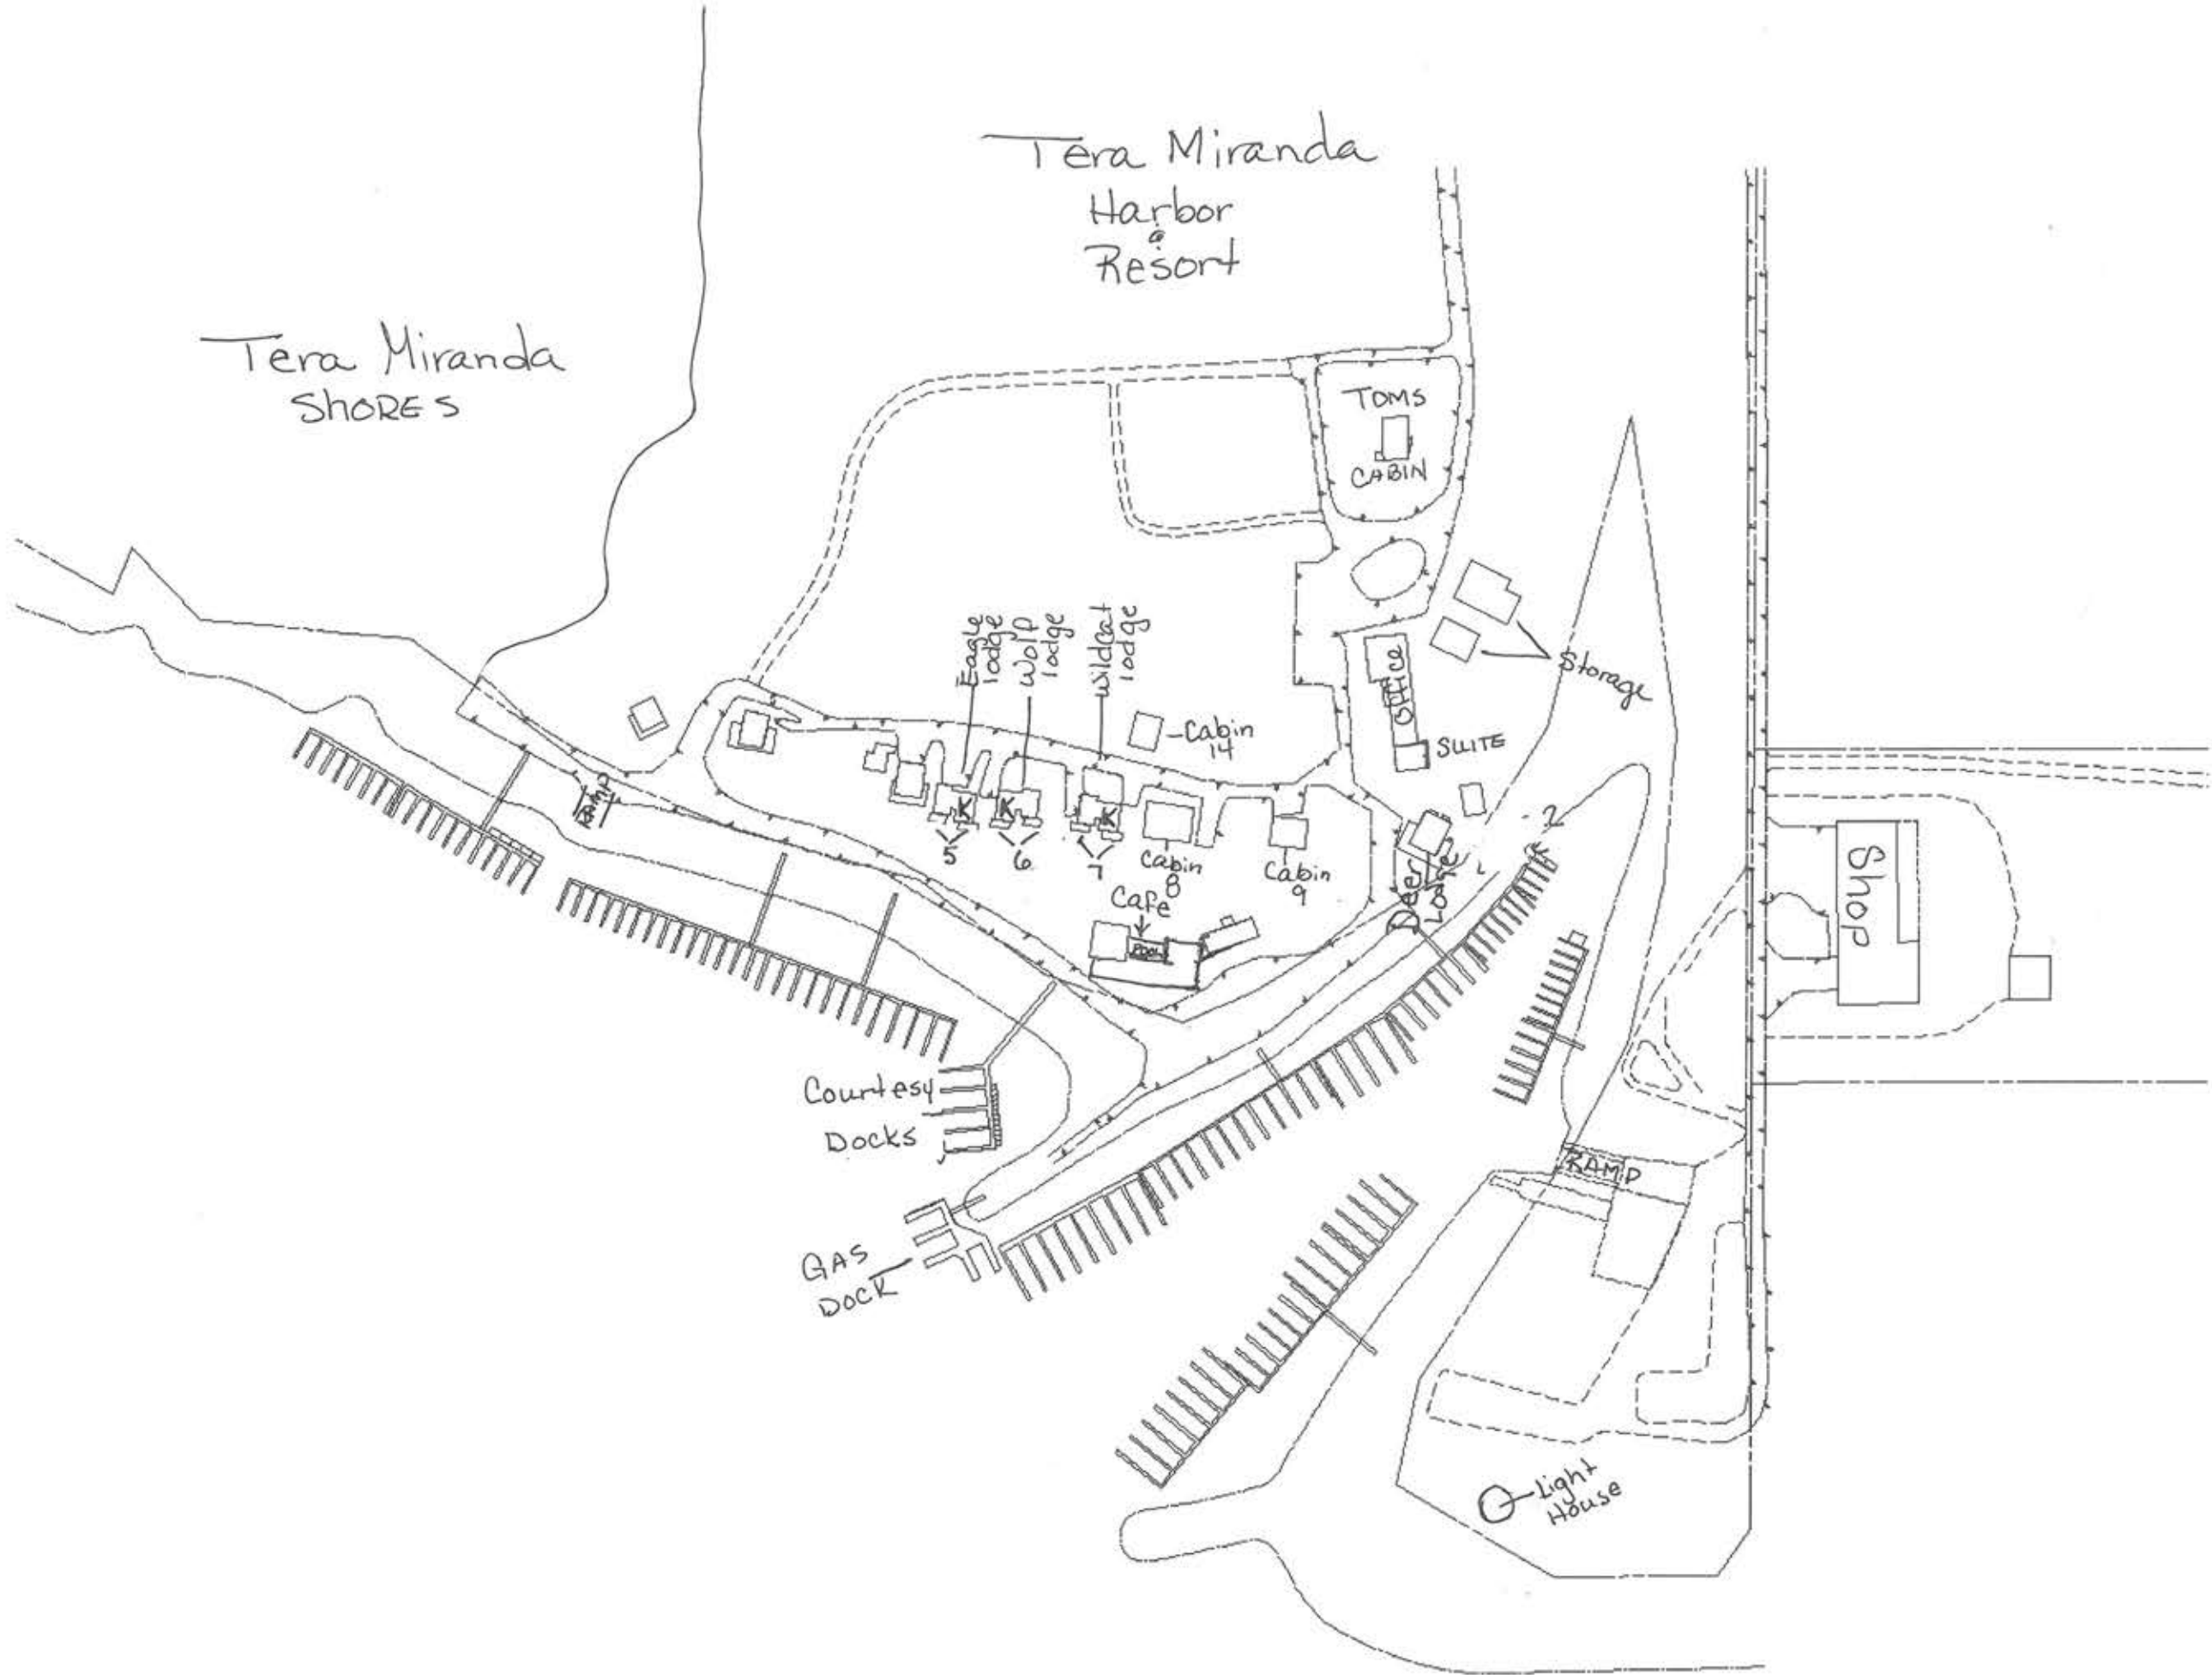 Tera Miranda
Harbor
Resort
Tera Miranda
ShORES
TOMS
CABIN
Eagle
lodge
Wolf
lodge
Wildcat
lodge
Storage
Office
SUITE
-Cabin
14
RAMP
K
K
K
5
6
7
Cabin
8
Cabin
9
Cafe
POOL
Deer
Lodge
Shop
Courtesy
Docks
RAMP
GAS
DOCK
Light
House